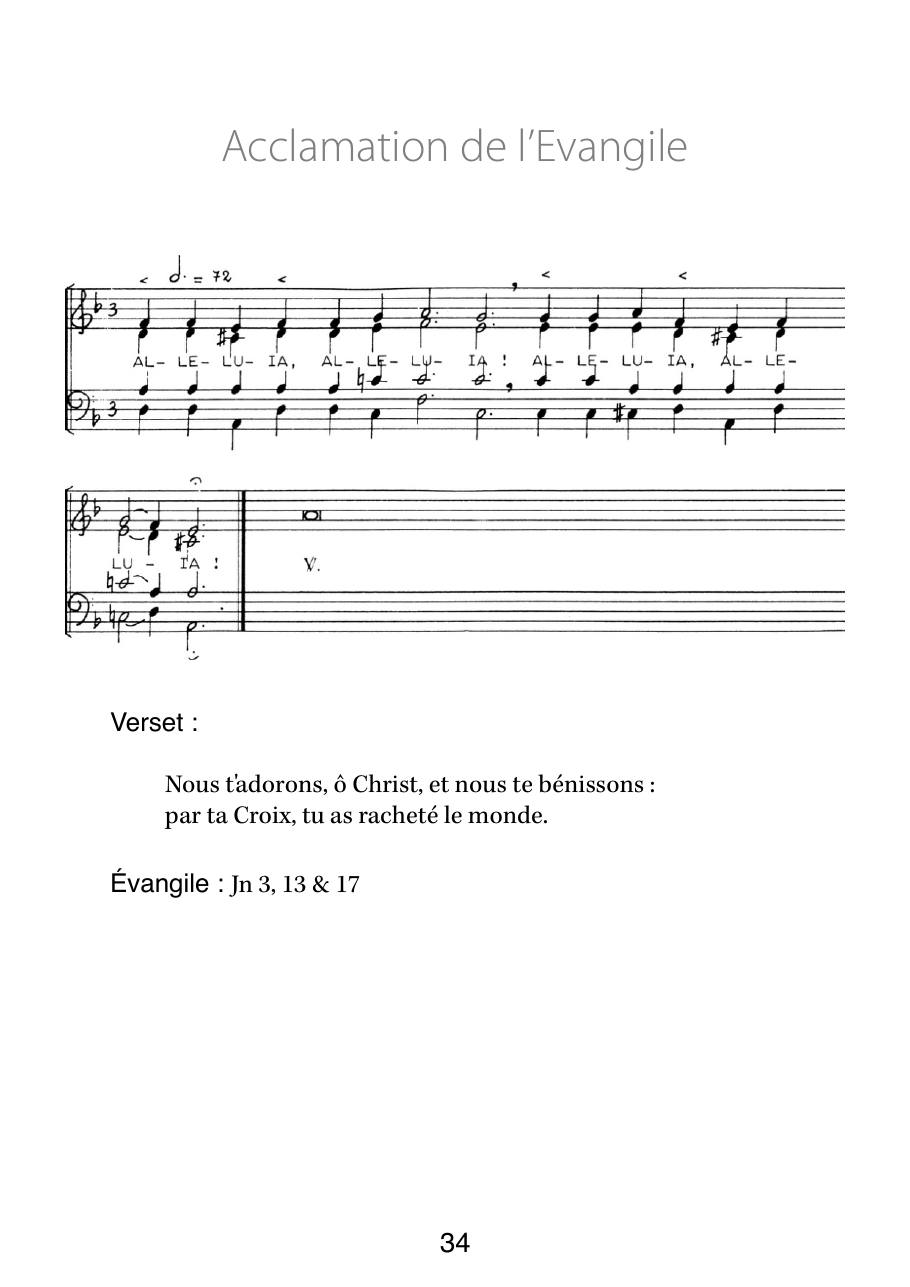 Acclamation de l'Evangile
= 72
3
AL- LE- LU- IA, AL- LE- LU- IA ! AL- LE- LU- IA, AL- LE-
3
LU - IA ! V.
Verset :
Nous t'adorons, ô Christ, et nous te bénissons :
par ta Croix, tu as racheté le monde.
Évangile : Jn 3, 13 & 17
34